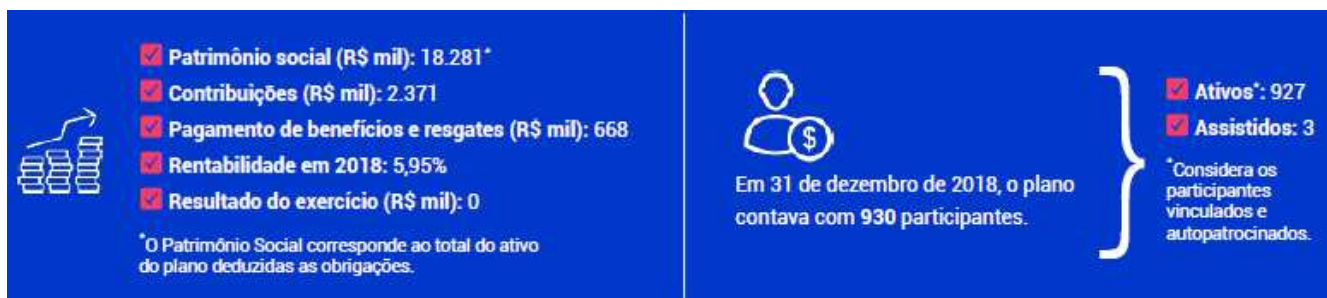 Patrimônio social (R$ mil): 18.281*
Contribuições (R$ mil): 2.371
Pagamento de benefícios e resgates (R$ mil): 668
Rentabilidade em 2018: 5,95%
Resultado do exercício (R$ mil): 0
*O Patrimônio Social corresponde ao total do ativo
do plano deduzidas as obrigações.
$
Em 31 de dezembro de 2018, o plano
contava com 930 participantes.
Ativos*: 927
Assistidos: 3
*Considera os
participantes
vinculados e
autopatrocinados.